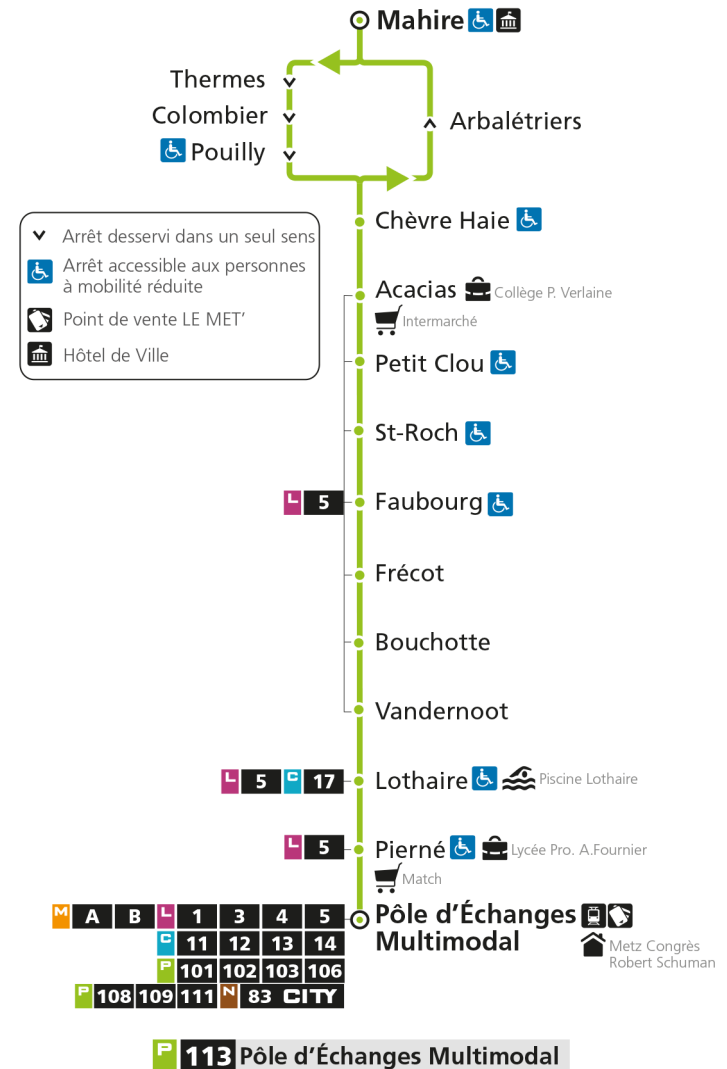 Mahire
Thermes
Colombier
Pouilly
Arbalétriers
Chèvre Haie
Arrêt desservi dans un seul sens
Arrêt accessible aux personnes
à mobilité réduite
Point de vente LE MET’
Hôtel de Ville
Acacias Collège P. Verlaine
Intermarché
Petit Clou
St-Roch
L 5 Faubourg
Frécot
Bouchotte
Vandernoot
L 5 C 17 Lothaire Piscine Lothaire
L 5 Pierné Lycée Pro. A.Fournier
Match
M A B L 1 3 4 5 Pôle d’Échanges
Multimodal
C 11 12 13 14
Metz Congrès
Robert Schuman
P 101 102 103 106
P 108 109 111 N 83 CITY
P 113 Pôle d’Échanges Multimodal